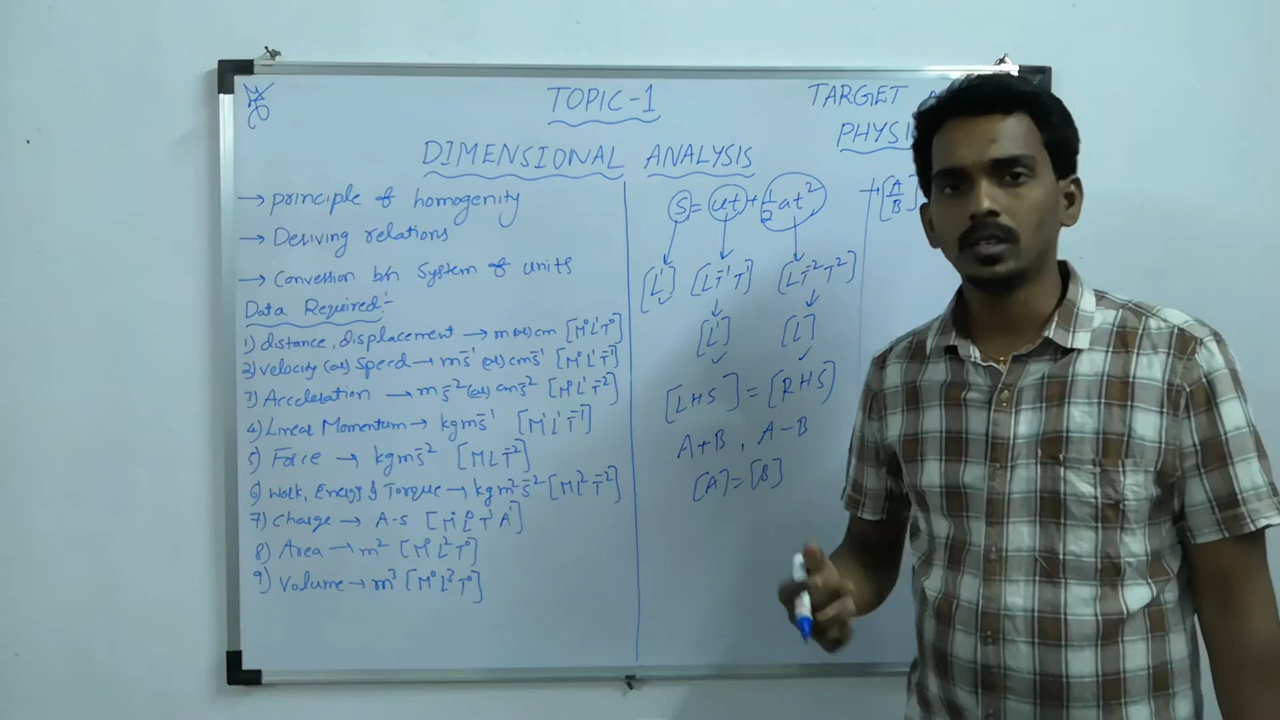 TOPIC-1
TARGET
PHYSI
DIMENSIONAL ANALYSIS
→ principle of homogenity
→ Deriving relations
→ Conversion b/n System of units
Data Required:-
1) distance, displacement → m (or) cm [M⁰L¹T⁰]
2) velocity (or) Speed → ms⁻¹ (or) cms⁻¹ [M⁰L¹T⁻¹]
3) Acceleration → ms⁻² (or) cms⁻² [M⁰L¹T⁻²]
4) Linear Momentum → kgms⁻¹ [M¹L¹T⁻¹]
5) Force → kgms⁻² [MLT⁻²]
6) Work, Energy & Torque → kgm²s⁻² [ML²T⁻²]
7) Charge → A-s [M⁰L⁰T¹A¹]
8) Area → m² [M⁰L²T⁰]
9) Volume → m³ [M⁰L³T⁰]
S = ut + 1/2 at²
[L¹] [LT⁻¹T¹] [LT⁻²T²]
[L¹] [L]
[LHS] = [RHS]
A+B , A-B
[A] = [B]
[A/B]